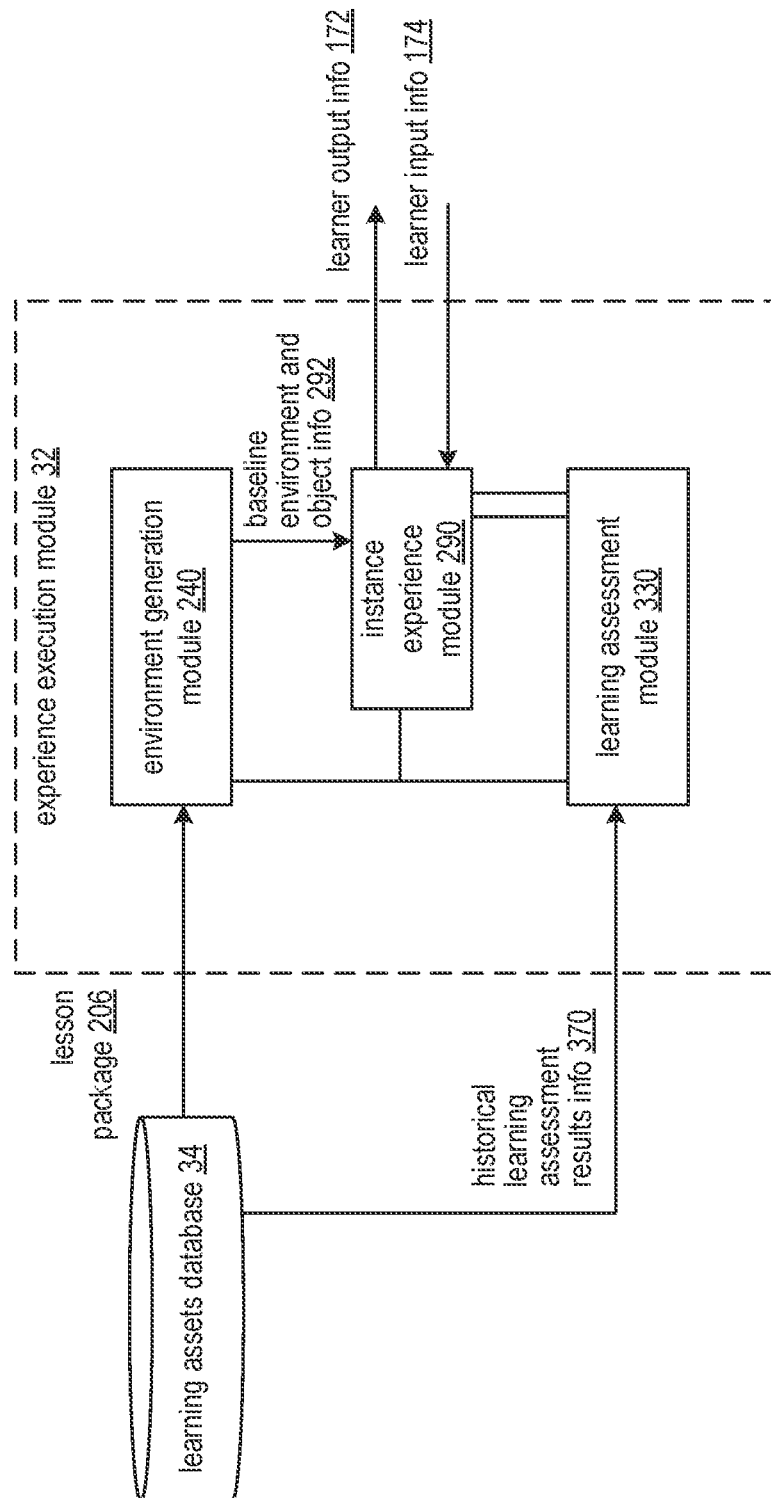 learning assets database 34
lesson
package 206
historical
learning
assessment
results info 370
experience execution module 32
environment generation
module 240
baseline
environment and
object info 292
instance
experience
module 290
learning assessment
module 330
learner output info 172
learner input info 174